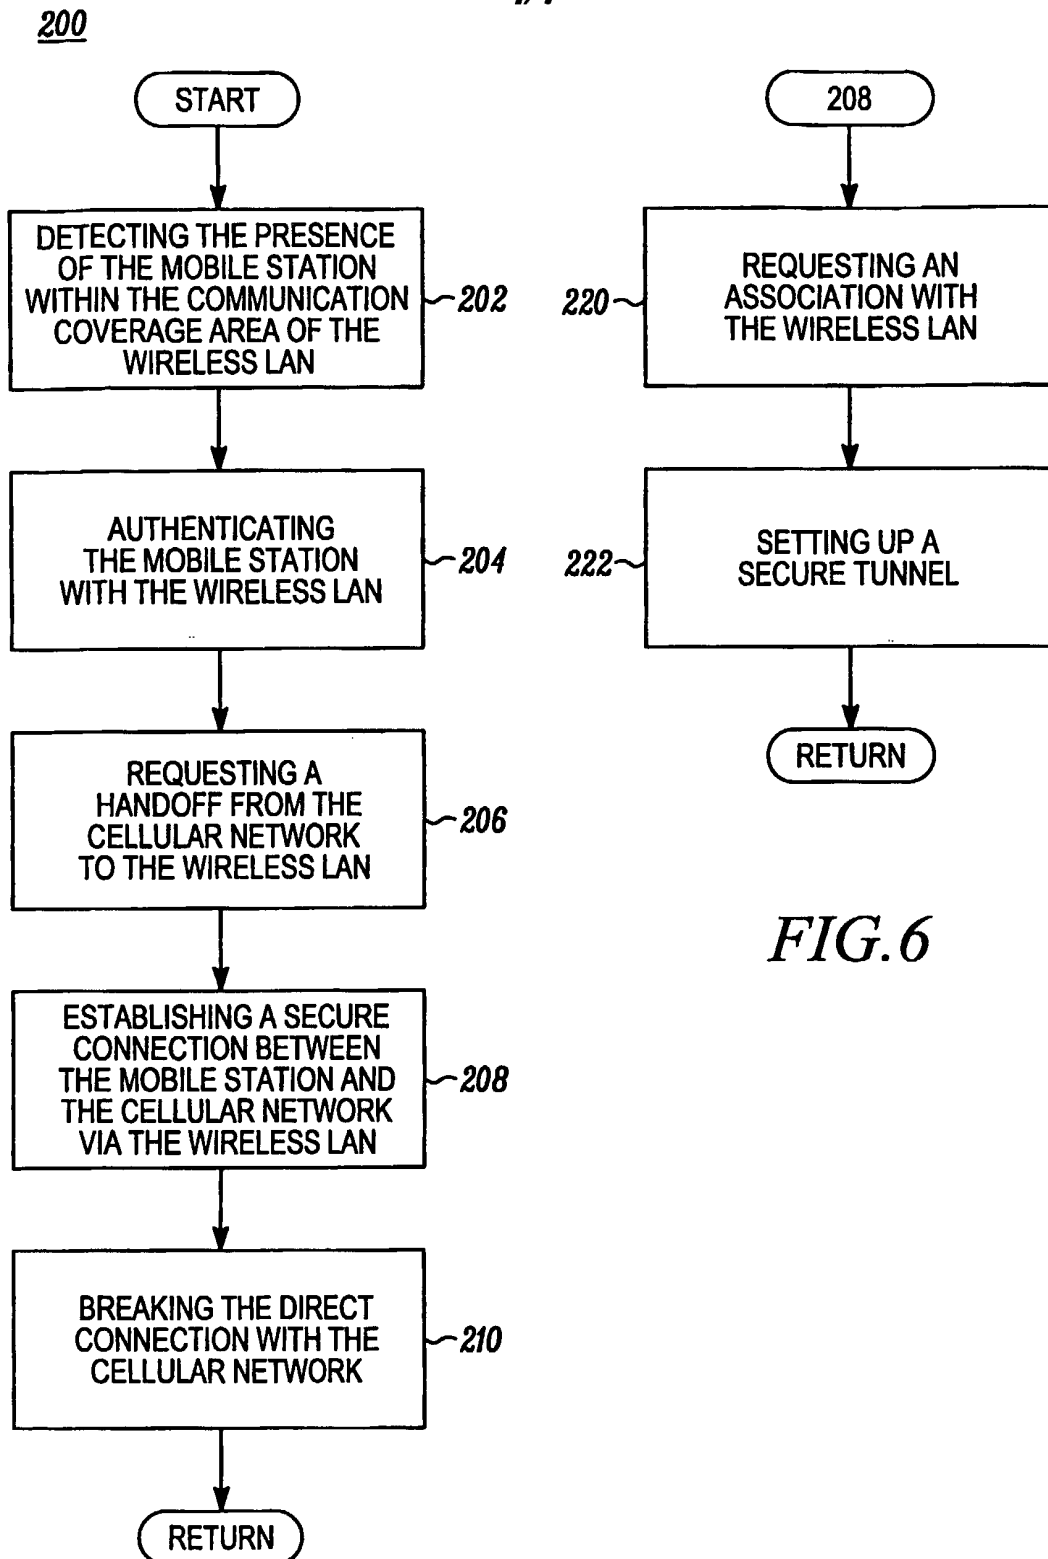 200
START
DETECTING THE PRESENCE
OF THE MOBILE STATION
WITHIN THE COMMUNICATION
COVERAGE AREA OF THE
WIRELESS LAN
202
AUTHENTICATING
THE MOBILE STATION
WITH THE WIRELESS LAN
204
REQUESTING A
HANDOFF FROM THE
CELLULAR NETWORK
TO THE WIRELESS LAN
206
ESTABLISHING A SECURE
CONNECTION BETWEEN
THE MOBILE STATION AND
THE CELLULAR NETWORK
VIA THE WIRELESS LAN
208
BREAKING THE DIRECT
CONNECTION WITH THE
CELLULAR NETWORK
210
RETURN
208
REQUESTING AN
ASSOCIATION WITH
THE WIRELESS LAN
220
SETTING UP A
SECURE TUNNEL
222
RETURN
FIG.6